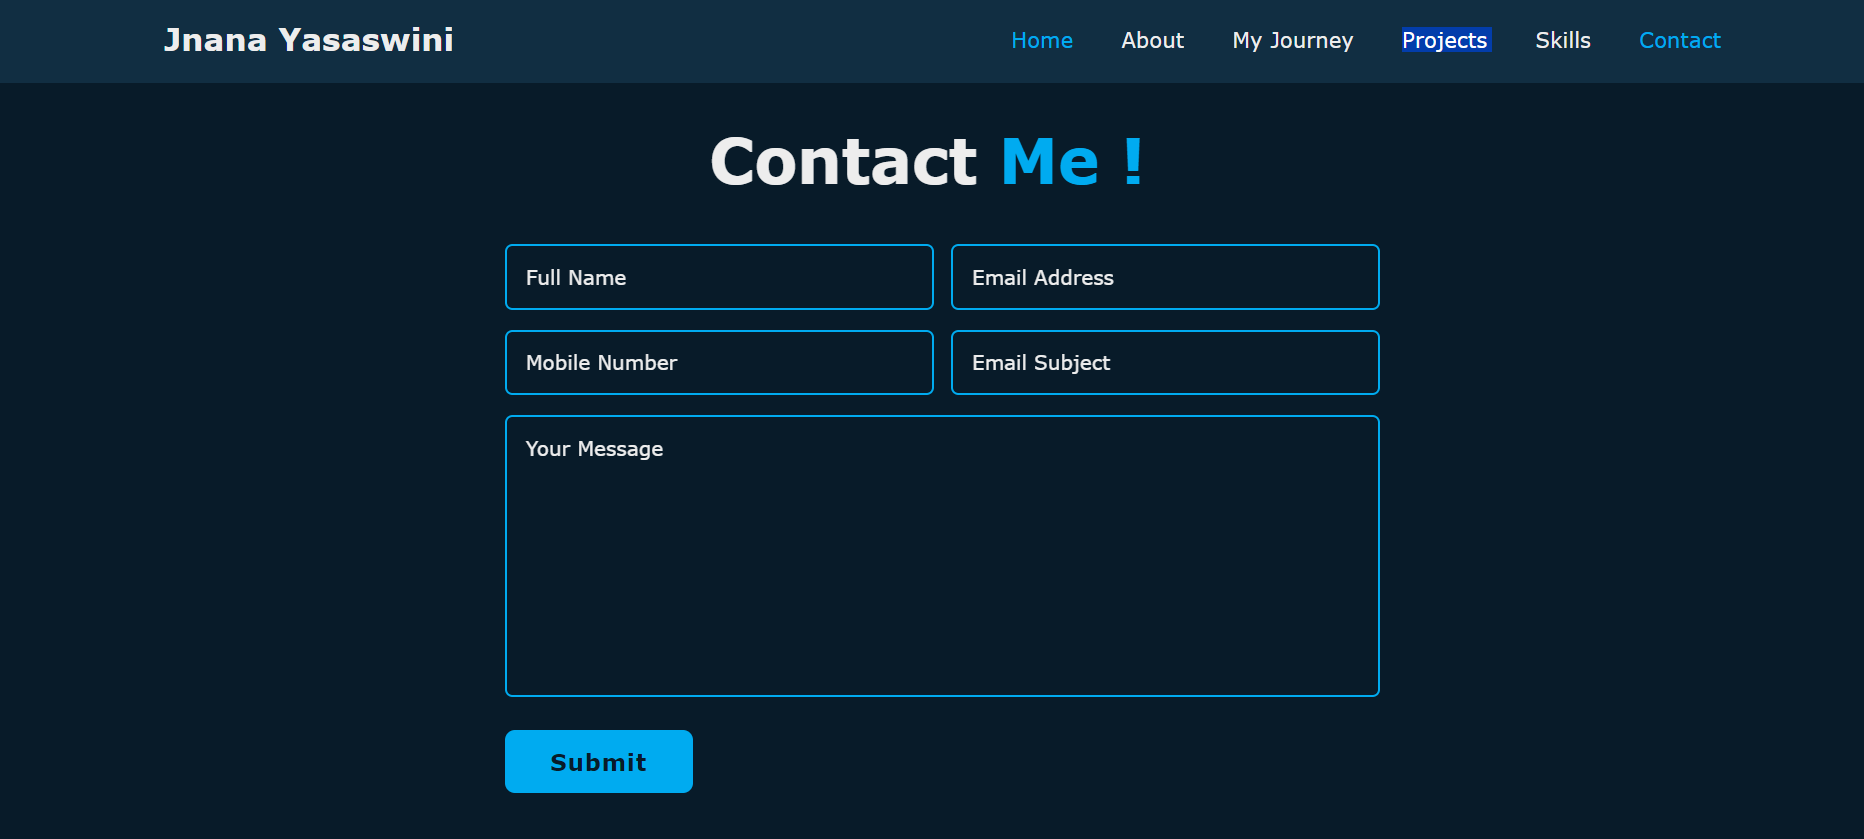 Jnana Yasaswini Home About My Journey Projects Skills Contact
Contact Me !
Full Name Email Address
Mobile Number Email Subject
Your Message
Submit